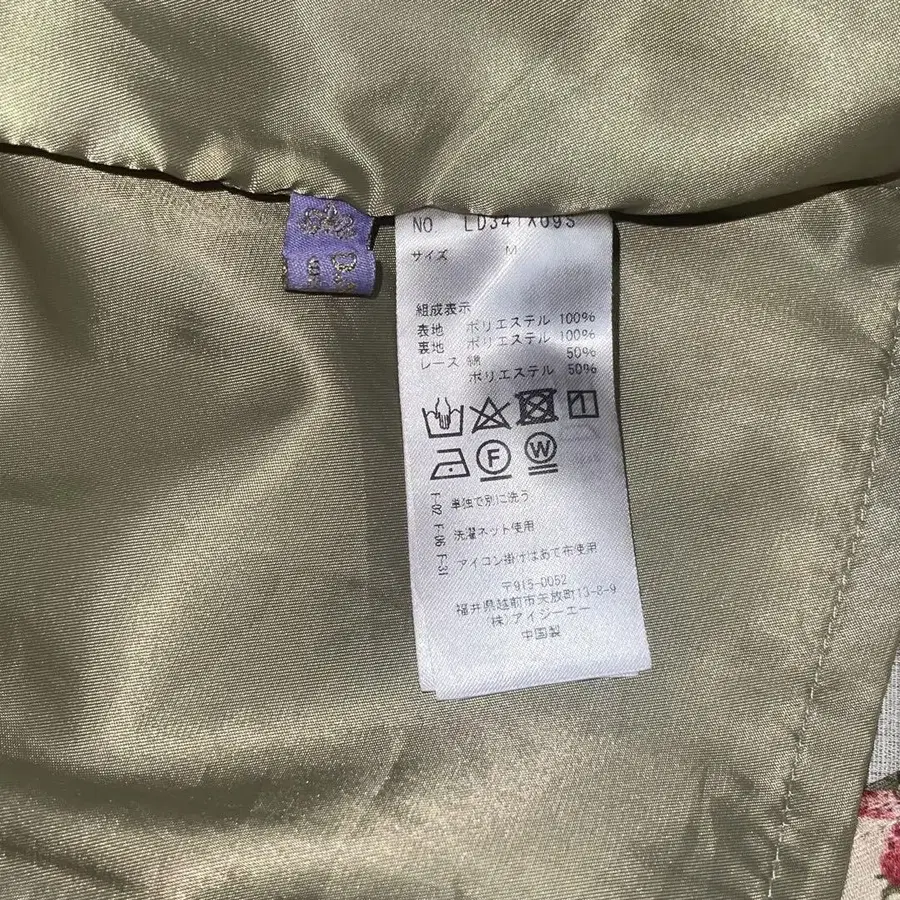 NO. LD341X09S
サイズ M
組成表示
表地 ポリエステル 100%
裏地 ポリエステル 100%
レース 綿 50%
ポリエステル 50%
F
W
T-02 F-06 F-31
単独で別に洗う
洗濯ネット使用
アイロン掛けはあて布使用
〒915-0052
福井県越前市矢放町13-8-9
株)アイジーエー
中国製